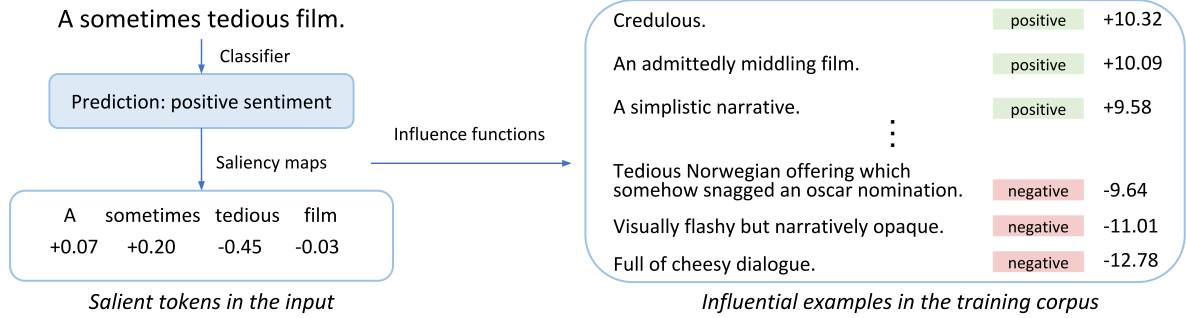 A sometimes tedious film.
Classifier
Prediction: positive sentiment
Saliency maps
A sometimes tedious film
+0.07 +0.20 -0.45 -0.03
Salient tokens in the input
Influence functions
Credulous. positive +10.32
An admittedly middling film. positive +10.09
A simplistic narrative. positive +9.58
⋮
Tedious Norwegian offering which
somehow snagged an oscar nomination. negative -9.64
Visually flashy but narratively opaque. negative -11.01
Full of cheesy dialogue. negative -12.78
Influential examples in the training corpus